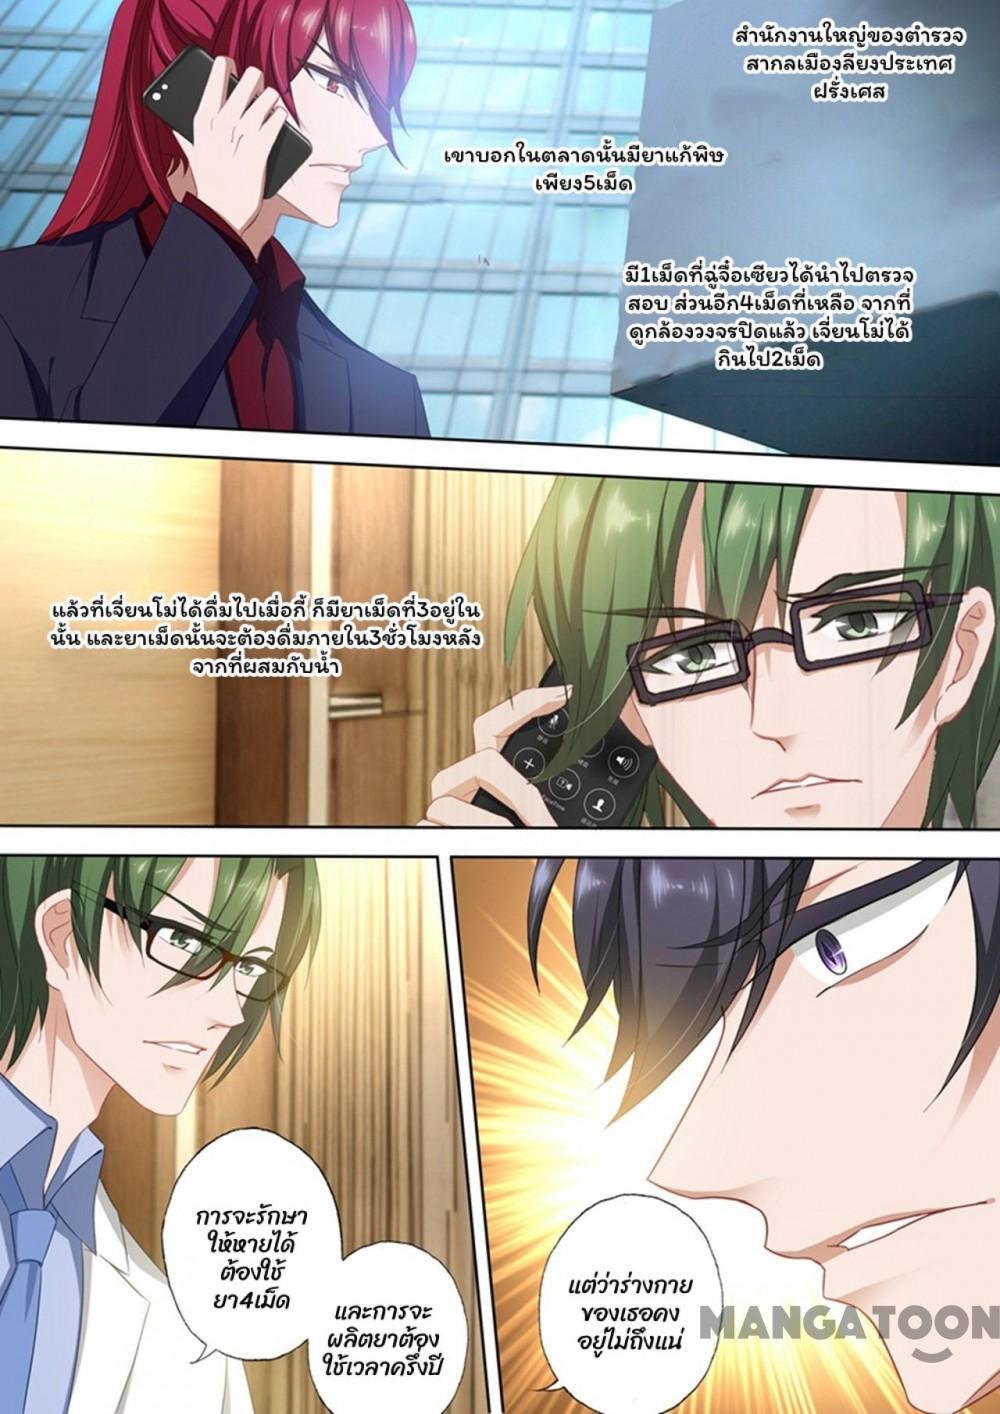 สำนักงานใหญ่ของตำรวจ
สากลเมืองลียงประเทศ
ฝรั่งเศส
เขาบอกในตลาดนั้นมียาแก้พิษ
เพียง5เม็ด
มี1เม็ดที่ฉู่จื๋อเซียวได้นำไปตรวจ
สอบ ส่วนอีก4เม็ดที่เหลือ จากที่
ดูกล้องวงจรปิดแล้ว เจี่ยนโม่ได้
กินไป2เม็ด
แล้วที่เจี่ยนโม่ได้ดื่มไปเมื่อกี้ ก็มียาเม็ดที่3อยู่ใน
นั้น และยาเม็ดนั้นจะต้องดื่มภายใน3ชั่วโมงหลัง
จากที่ผสมกับน้ำ
FaceTime
การจะรักษา
ให้หายได้
ต้องใช้
ยา4เม็ด
และการจะ
ผลิตยาต้อง
ใช้เวลาครึ่งปี
แต่ว่าร่างกาย
ของเธอคง
อยู่ไม่ถึงแน่
MANGATOON